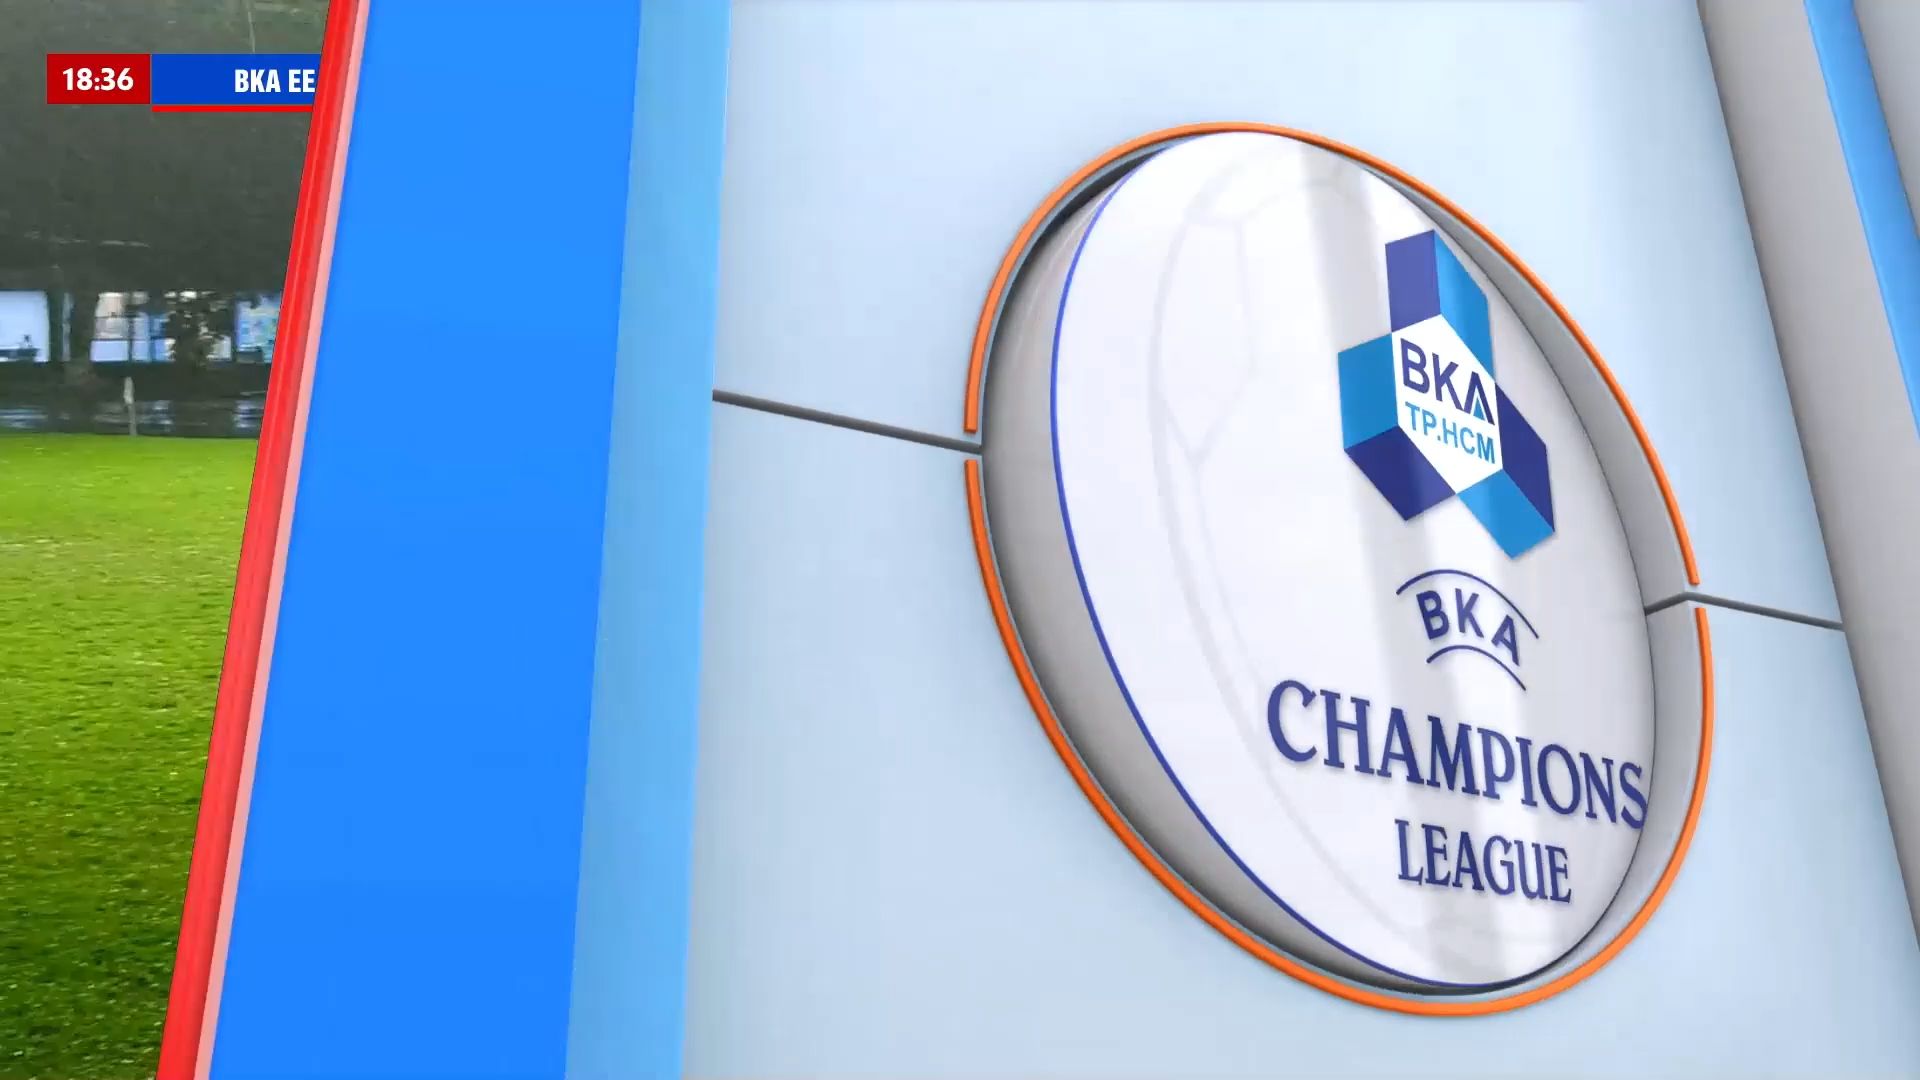 18:36
BKA EE
BKA
TP.HCM
BKA
CHAMPIONS
LEAGUE